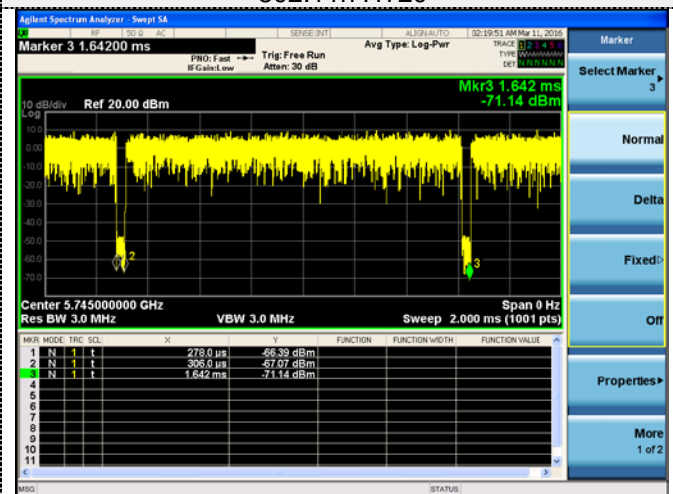 Agilent Spectrum Analyzer - Swept SA
RF 50 Ω AC SENSE:INT ALIGN AUTO 02:19:51 AM Mar 11, 2016
Marker 3 1.64200 ms
PNO: Fast
IFGain:Low
Trig: Free Run
Atten: 30 dB
Avg Type: Log-Pwr
TRACE 1 2 3 4 5 6
TYPE
DET N N N N N N
Mkr3 1.642 ms
-71.14 dBm
10 dB/div Ref 20.00 dBm
Log
10.0
0.00
-10.0
-20.0
-30.0
-40.0
-50.0
-60.0
-70.0
2
3
Center 5.745000000 GHz Span 0 Hz
Res BW 3.0 MHz VBW 3.0 MHz Sweep 2.000 ms (1001 pts)
MKR MODE TRC SCL X Y FUNCTION FUNCTION WIDTH FUNCTION VALUE
1 N 1 t 278.0 µs -66.39 dBm
2 N 1 t 306.0 µs -67.07 dBm
3 N 1 t 1.642 ms -71.14 dBm
4
5
6
7
8
9
10
11
MSG STATUS
Marker
Select Marker
3
Normal
Delta
Fixed
Off
Properties
More
1 of 2